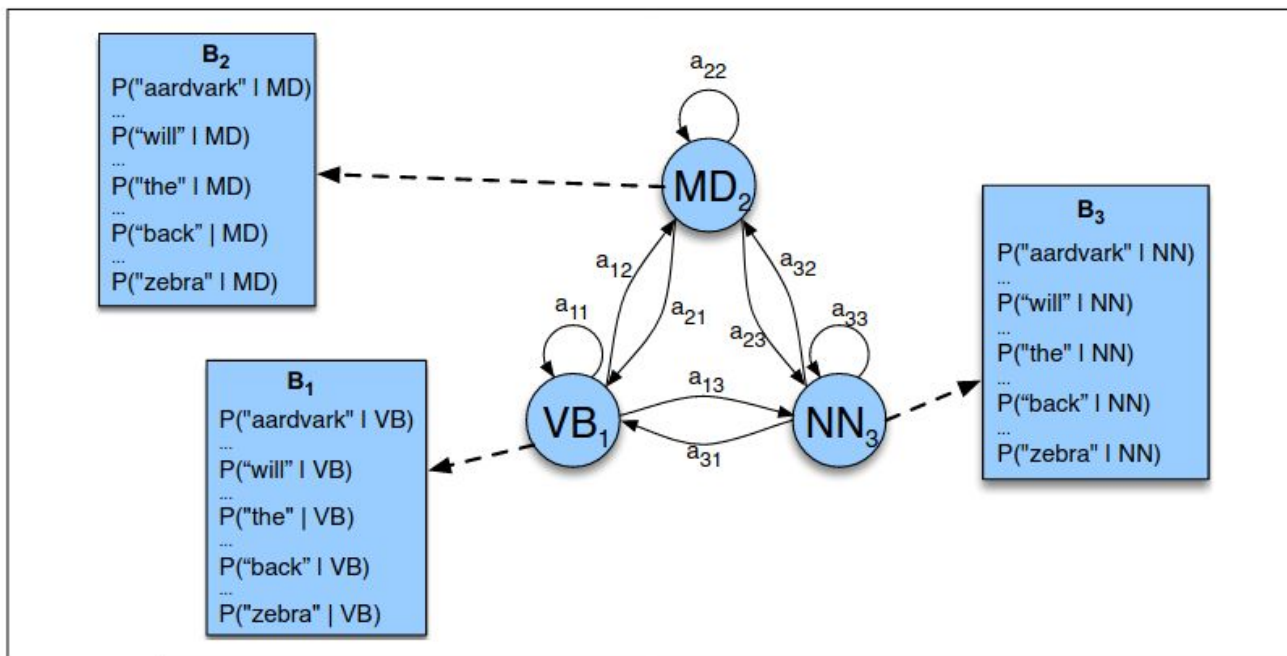 B2
P("aardvark" | MD)
...
P(“will” | MD)
...
P("the" | MD)
...
P(“back” | MD)
...
P("zebra" | MD)
a22
MD2
B3
P("aardvark" | NN)
...
P(“will” | NN)
...
P("the" | NN)
...
P(“back” | NN)
...
P("zebra" | NN)
a12
a21
a32
a23
a11
a33
B1
P("aardvark" | VB)
...
P(“will” | VB)
...
P("the" | VB)
...
P(“back” | VB)
...
P("zebra" | VB)
VB1
a13
a31
NN3